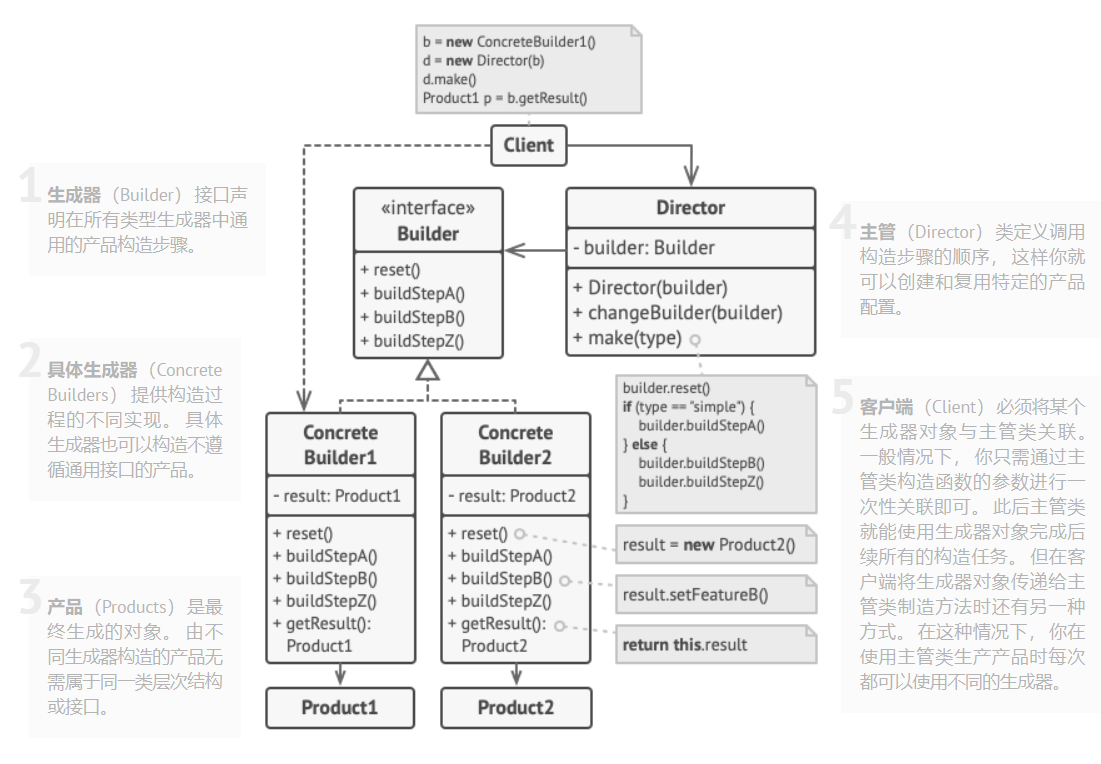 b = new ConcreteBuilder1()
d = new Director(b)
d.make()
Product1 p = b.getResult()
Client
1
生成器（Builder）接口声
明在所有类型生成器中通
用的产品构造步骤。
«interface»
Builder
+ reset()
+ buildStepA()
+ buildStepB()
+ buildStepZ()
Director
- builder: Builder
+ Director(builder)
+ changeBuilder(builder)
+ make(type)
4
主管（Director）类定义调用
构造步骤的顺序，这样你就
可以创建和复用特定的产品
配置。
2
具体生成器（Concrete
Builders）提供构造过
程的不同实现。具体
生成器也可以构造不遵
循通用接口的产品。
builder.reset()
if (type == "simple") {
builder.buildStepA()
} else {
builder.buildStepB()
builder.buildStepZ()
}
Concrete
Builder1
- result: Product1
+ reset()
+ buildStepA()
+ buildStepB()
+ buildStepZ()
+ getResult():
Product1
Concrete
Builder2
- result: Product2
+ reset()
+ buildStepA()
+ buildStepB()
+ buildStepZ()
+ getResult():
Product2
result = new Product2()
result.setFeatureB()
return this.result
3
产品（Products）是最
终生成的对象。由不
同生成器构造的产品无
需属于同一类层次结构
或接口。
5
客户端（Client）必须将某个
生成器对象与主管类关联。
一般情况下，你只需通过主
管类构造函数的参数进行一
次性关联即可。此后主管类
就能使用生成器对象完成后
续所有的构造任务。但在客
户端将生成器对象传递给主
管类制造方法时还有另一种
方式。在这种情况下，你在
使用主管类生产产品时每次
都可以使用不同的生成器。
Product1
Product2